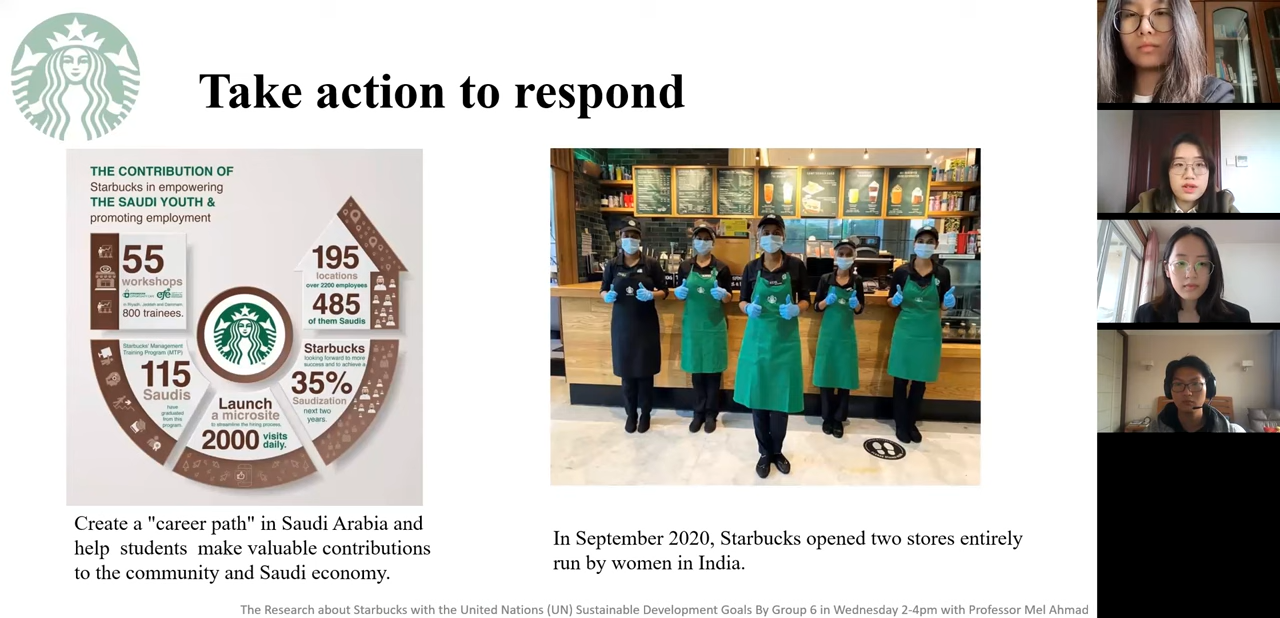 Take action to respond
THE CONTRIBUTION OF
Starbucks in empowering
THE SAUDI YOUTH &
promoting employment
55
workshops
in Riyadh, Jeddah and Dammam
800 trainees.
195
locations
over 2200 employees
485
of them Saudis
Starbucks' Management
Training Program (MTP)
115
Saudis
have
graduated
from this
program.
Launch
a microsite
to streamline the hiring process.
2000 visits
daily.
Starbucks
looking forward to more
success and to achieve a
35%
Saudization
next two
years.
Create a "career path" in Saudi Arabia and
help students make valuable contributions
to the community and Saudi economy.
In September 2020, Starbucks opened two stores entirely
run by women in India.
The Research about Starbucks with the United Nations (UN) Sustainable Development Goals By Group 6 in Wednesday 2-4pm with Professor Mel Ahmad